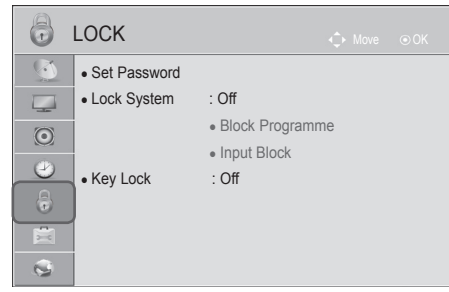 LOCK
Move OK
• Set Password
• Lock System : Off
• Block Programme
• Input Block
• Key Lock : Off